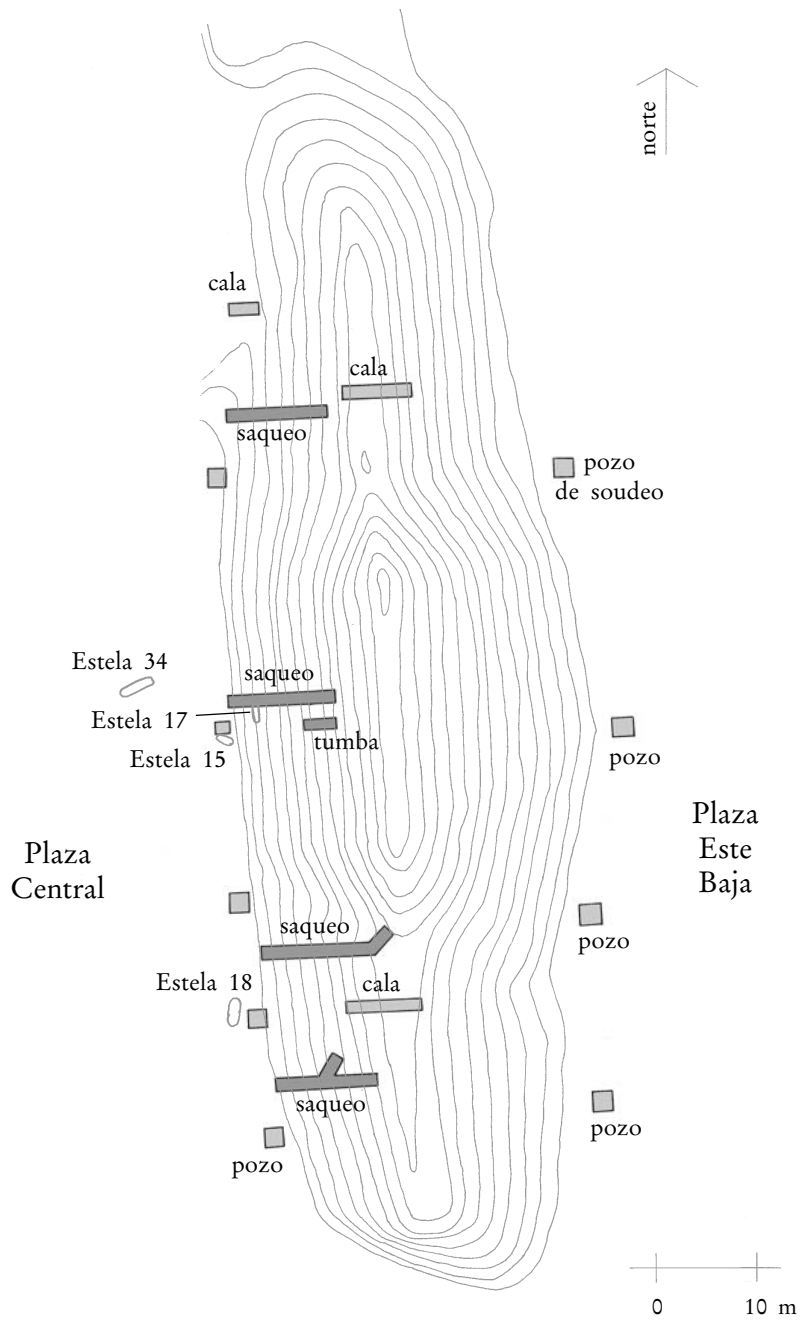 norte
cala
cala
saqueo
pozo
de soudeo
Estela 34
saqueo
Estela 17
tumba
Estela 15
pozo
Plaza
Este
Baja
Plaza
Central
saqueo
pozo
Estela 18
cala
saqueo
pozo
pozo
0 10 m